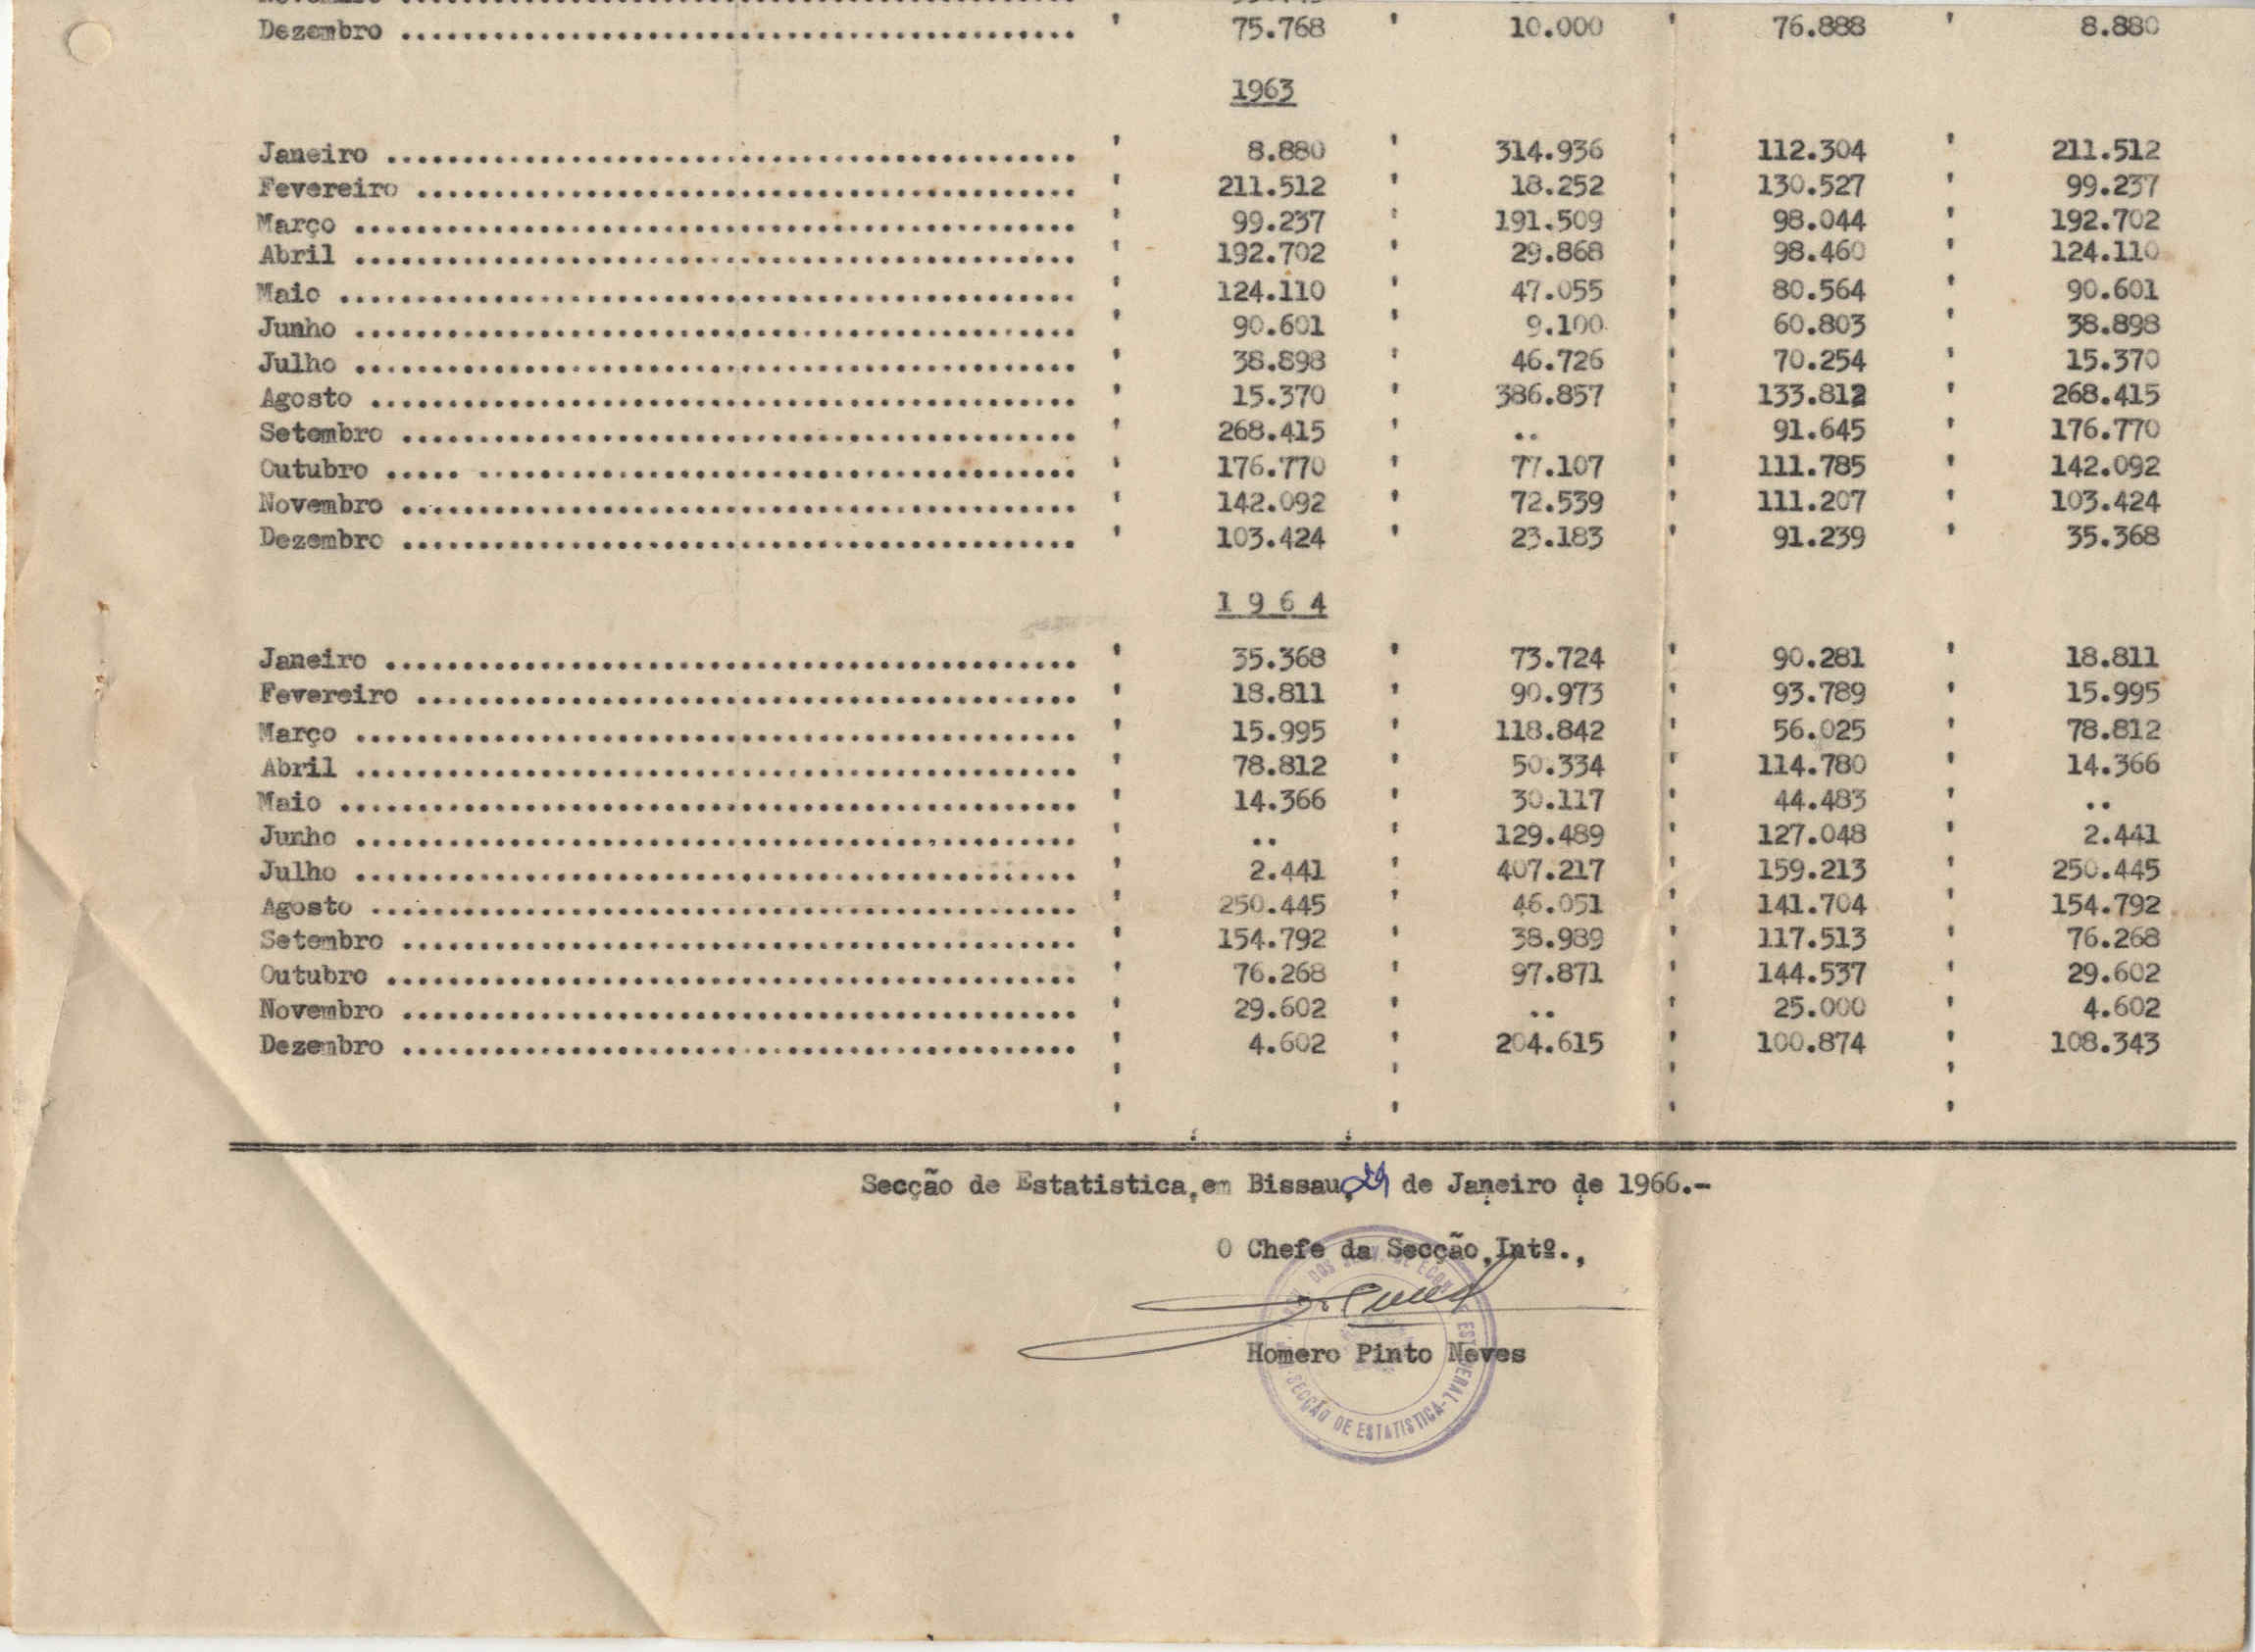 Dezembro ............................................ ' 75.768 ' 10.000 ' 76.888 ' 8.880
1963
Janeiro ............................................. ' 8.880 ' 314.936 ' 112.304 ' 211.512
Fevereiro ........................................... ' 211.512 ' 18.252 ' 130.527 ' 99.237
Março ............................................... ' 99.237 ' 191.509 ' 98.044 ' 192.702
Abril ............................................... ' 192.702 ' 29.868 ' 98.460 ' 124.110
Maio ................................................ ' 124.110 ' 47.055 ' 80.564 ' 90.601
Junho ............................................... ' 90.601 ' 9.100 ' 60.803 ' 38.898
Julho ............................................... ' 38.898 ' 46.726 ' 70.254 ' 15.370
Agosto .............................................. ' 15.370 ' 386.857 ' 133.812 ' 268.415
Setembro ............................................ ' 268.415 ' .. ' 91.645 ' 176.770
Outubro ..... ....................................... ' 176.770 ' 77.107 ' 111.785 ' 142.092
Novembro ............................................ ' 142.092 ' 72.539 ' 111.207 ' 103.424
Dezembro ............................................ ' 103.424 ' 23.183 ' 91.239 ' 35.368
1 9 6 4
Janeiro ............................................. ' 35.368 ' 73.724 ' 90.281 ' 18.811
Fevereiro ........................................... ' 18.811 ' 90.973 ' 93.789 ' 15.995
Março ............................................... ' 15.995 ' 118.842 ' 56.025 ' 78.812
Abril ............................................... ' 78.812 ' 50.334 ' 114.780 ' 14.366
Maio ................................................ ' 14.366 ' 30.117 ' 44.483 ' ..
Junho ............................................... ' .. ' 129.489 ' 127.048 ' 2.441
Julho ............................................... ' 2.441 ' 407.217 ' 159.213 ' 250.445
Agosto .............................................. ' 250.445 ' 46.051 ' 141.704 ' 154.792
Setembro ............................................ ' 154.792 ' 38.989 ' 117.513 ' 76.268
Outubro ............................................. ' 76.268 ' 97.871 ' 144.537 ' 29.602
Novembro ............................................ ' 29.602 ' .. ' 25.000 ' 4.602
Dezembro ............................................ ' 4.602 ' 204.615 ' 100.874 ' 108.343
Secção de Estatistica,em Bissau, de Janeiro de 1966.-
O Chefe da Secção,Intº.,
Homero Pinto Neves
SECÇÃO DE ESTATISTICA